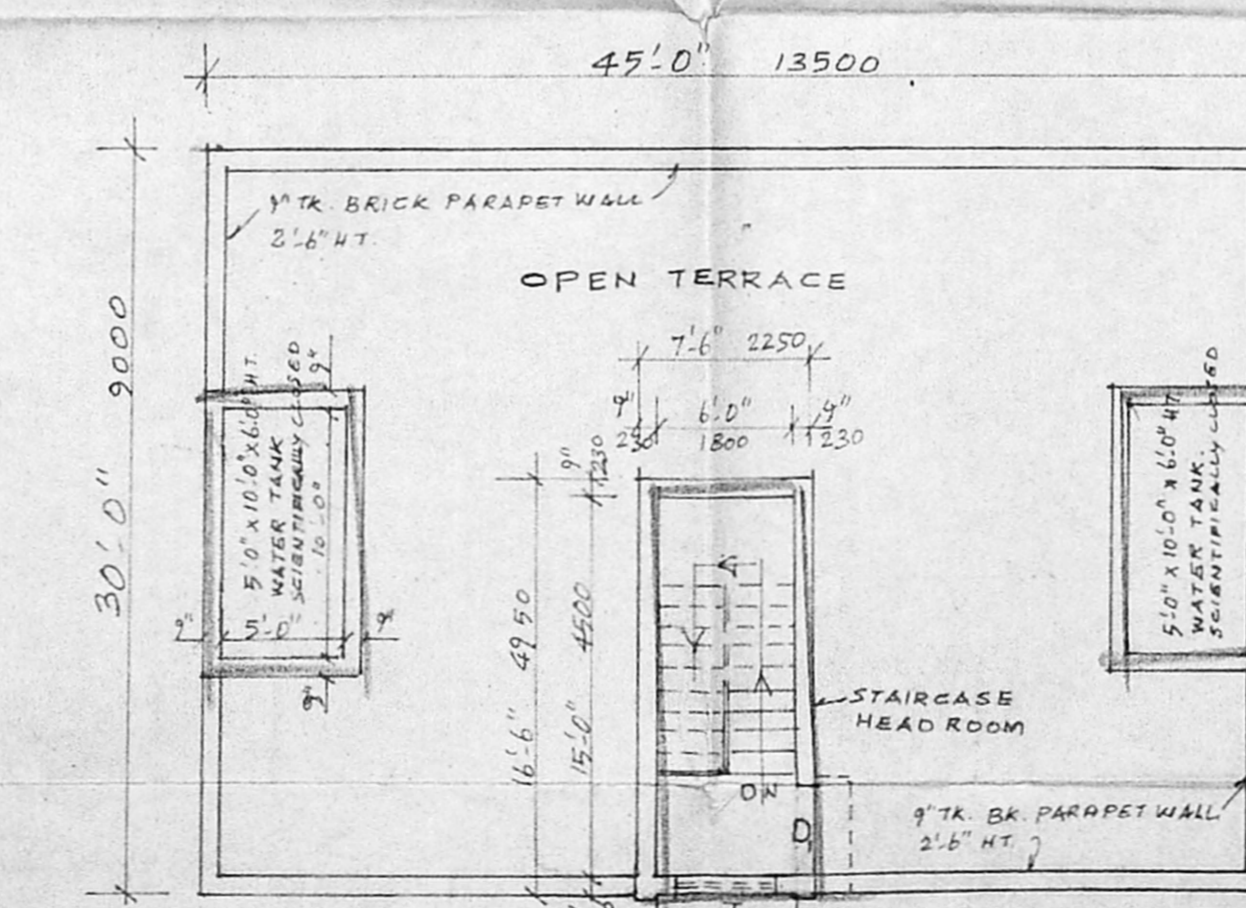 45'-0" 13500
9" TK. BRICK PARAPET WALL
2'-6" HT.
OPEN TERRACE
7'-6" 2250
9" 6'-0" 9"
230 1800 230
9"
230
30'-0" 9000
5'-0" x 10'-0" x 6'-0" HT.
WATER TANK
SCIENTIFICALLY CLOSED
10'-0"
9"
9" 5'-0" 9"
9"
16'-6" 4950
15'-0" 4500
5'-0" x 10'-0" x 6'-0" HT.
WATER TANK.
SCIENTIFICALLY CLOSED
STAIRCASE
HEAD ROOM
DN
D
9" TK. BK. PARAPET WALL
2'-6" HT.